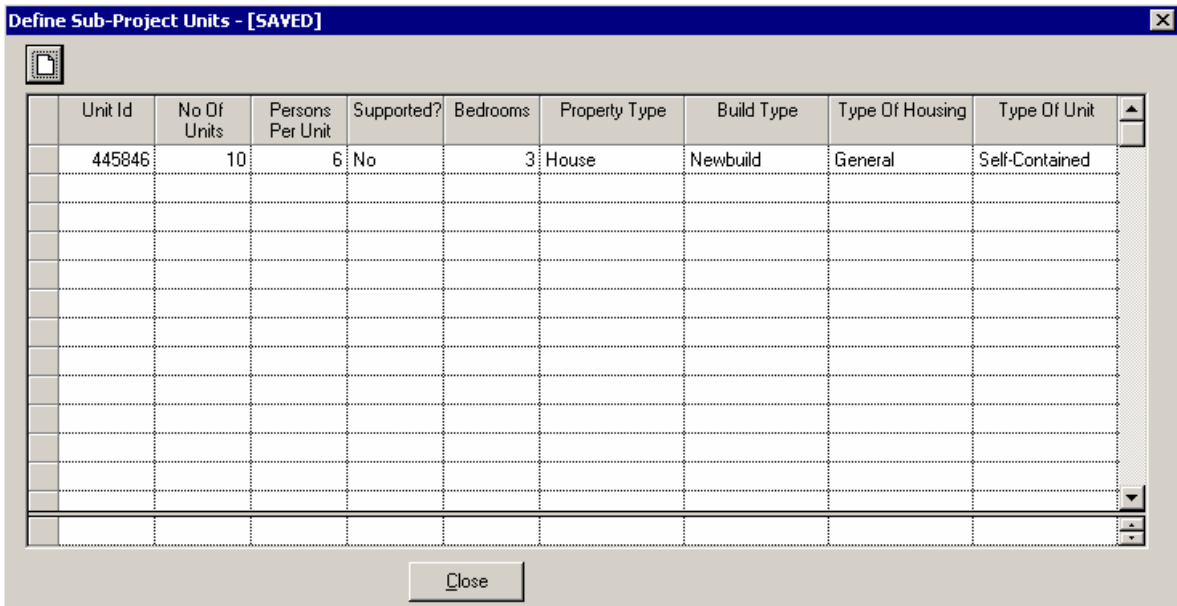 Define Sub-Project Units - [SAVED]
Unit Id No Of Units Persons Per Unit Supported? Bedrooms Property Type Build Type Type Of Housing Type Of Unit
445846 10 6 No 3 House Newbuild General Self-Contained
Close